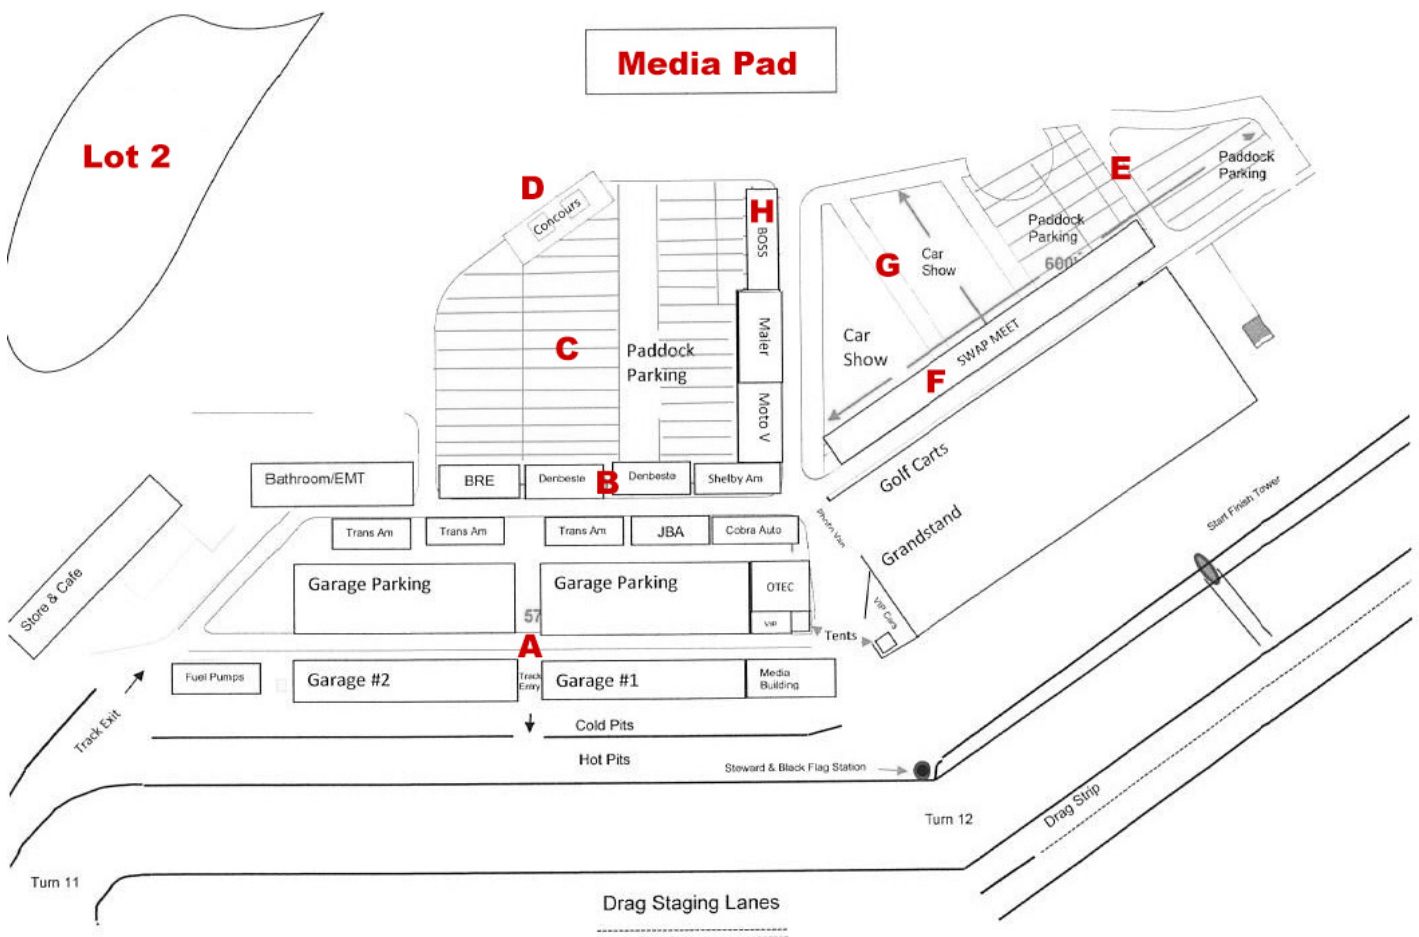 Media Pad
Lot 2
E
Paddock
Parking
D
Concours
H
BOSS
Paddock
Parking
600'
G
Car
Show
Car
Show
SWAP MEET
F
C
Paddock
Parking
Maier
Moto V
Bathroom/EMT
BRE
Denbeste
B
Denbeste
Shelby Am
Golf Carts
Grandstand
Start Finish Tower
Photo Van
VIP Cars
Trans Am
Trans Am
Trans Am
JBA
Cobra Auto
Store & Cafe
Garage Parking
Garage Parking
OTEC
57
VIP
Tents
A
Fuel Pumps
Garage #2
Track
Entry
Garage #1
Media
Building
Track Exit
Cold Pits
Hot Pits
Steward & Black Flag Station
Turn 12
Drag Strip
Turn 11
Drag Staging Lanes